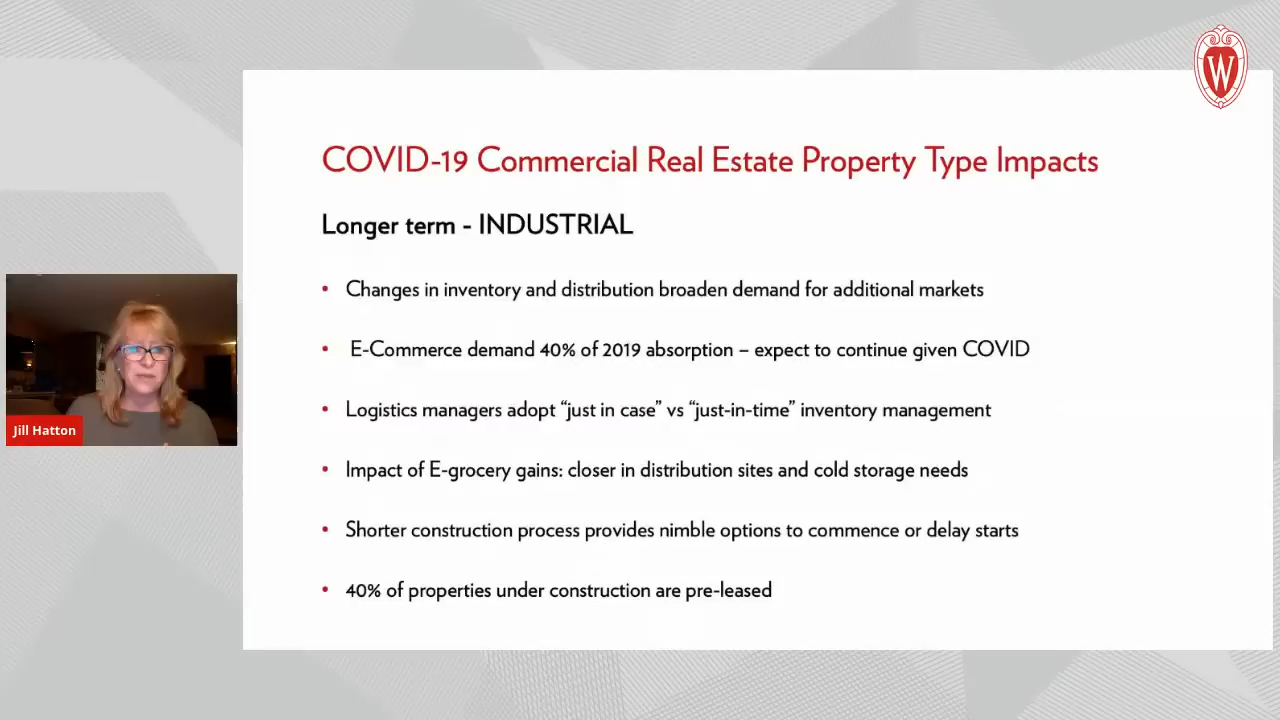 W
COVID-19 Commercial Real Estate Property Type Impacts
Longer term - INDUSTRIAL
• Changes in inventory and distribution broaden demand for additional markets
• E-Commerce demand 40% of 2019 absorption – expect to continue given COVID
• Logistics managers adopt “just in case” vs “just-in-time” inventory management
• Impact of E-grocery gains: closer in distribution sites and cold storage needs
• Shorter construction process provides nimble options to commence or delay starts
• 40% of properties under construction are pre-leased
Jill Hatton